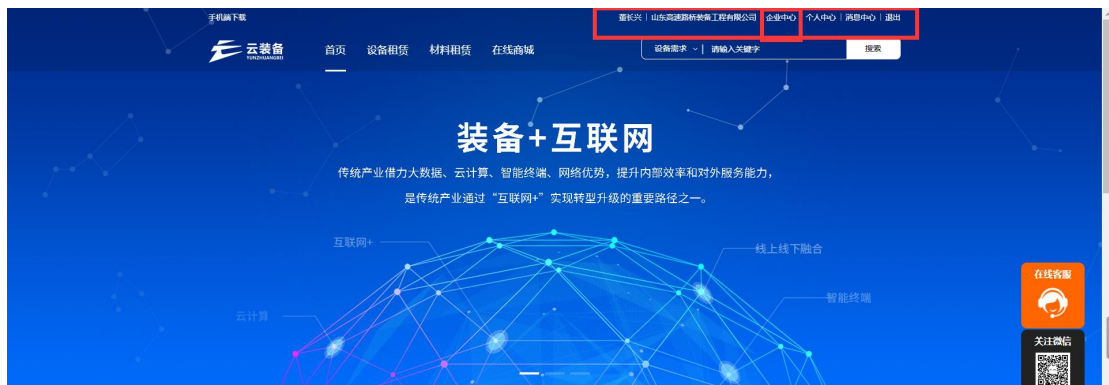 手机端下载
董长兴 | 山东高速路桥装备工程有限公司 | 企业中心 | 个人中心 | 消息中心 | 退出
云装备
YUNZHUANGBEI
首页 设备租赁 材料租赁 在线商城
设备需求 | 请输入关键字 搜索
装备+互联网
传统产业借力大数据、云计算、智能终端、网络优势，提升内部效率和对外服务能力，
是传统产业通过“互联网+”实现转型升级的重要路径之一。
互联网+
线上线下融合
智能终端
云计算
在线客服
关注微信